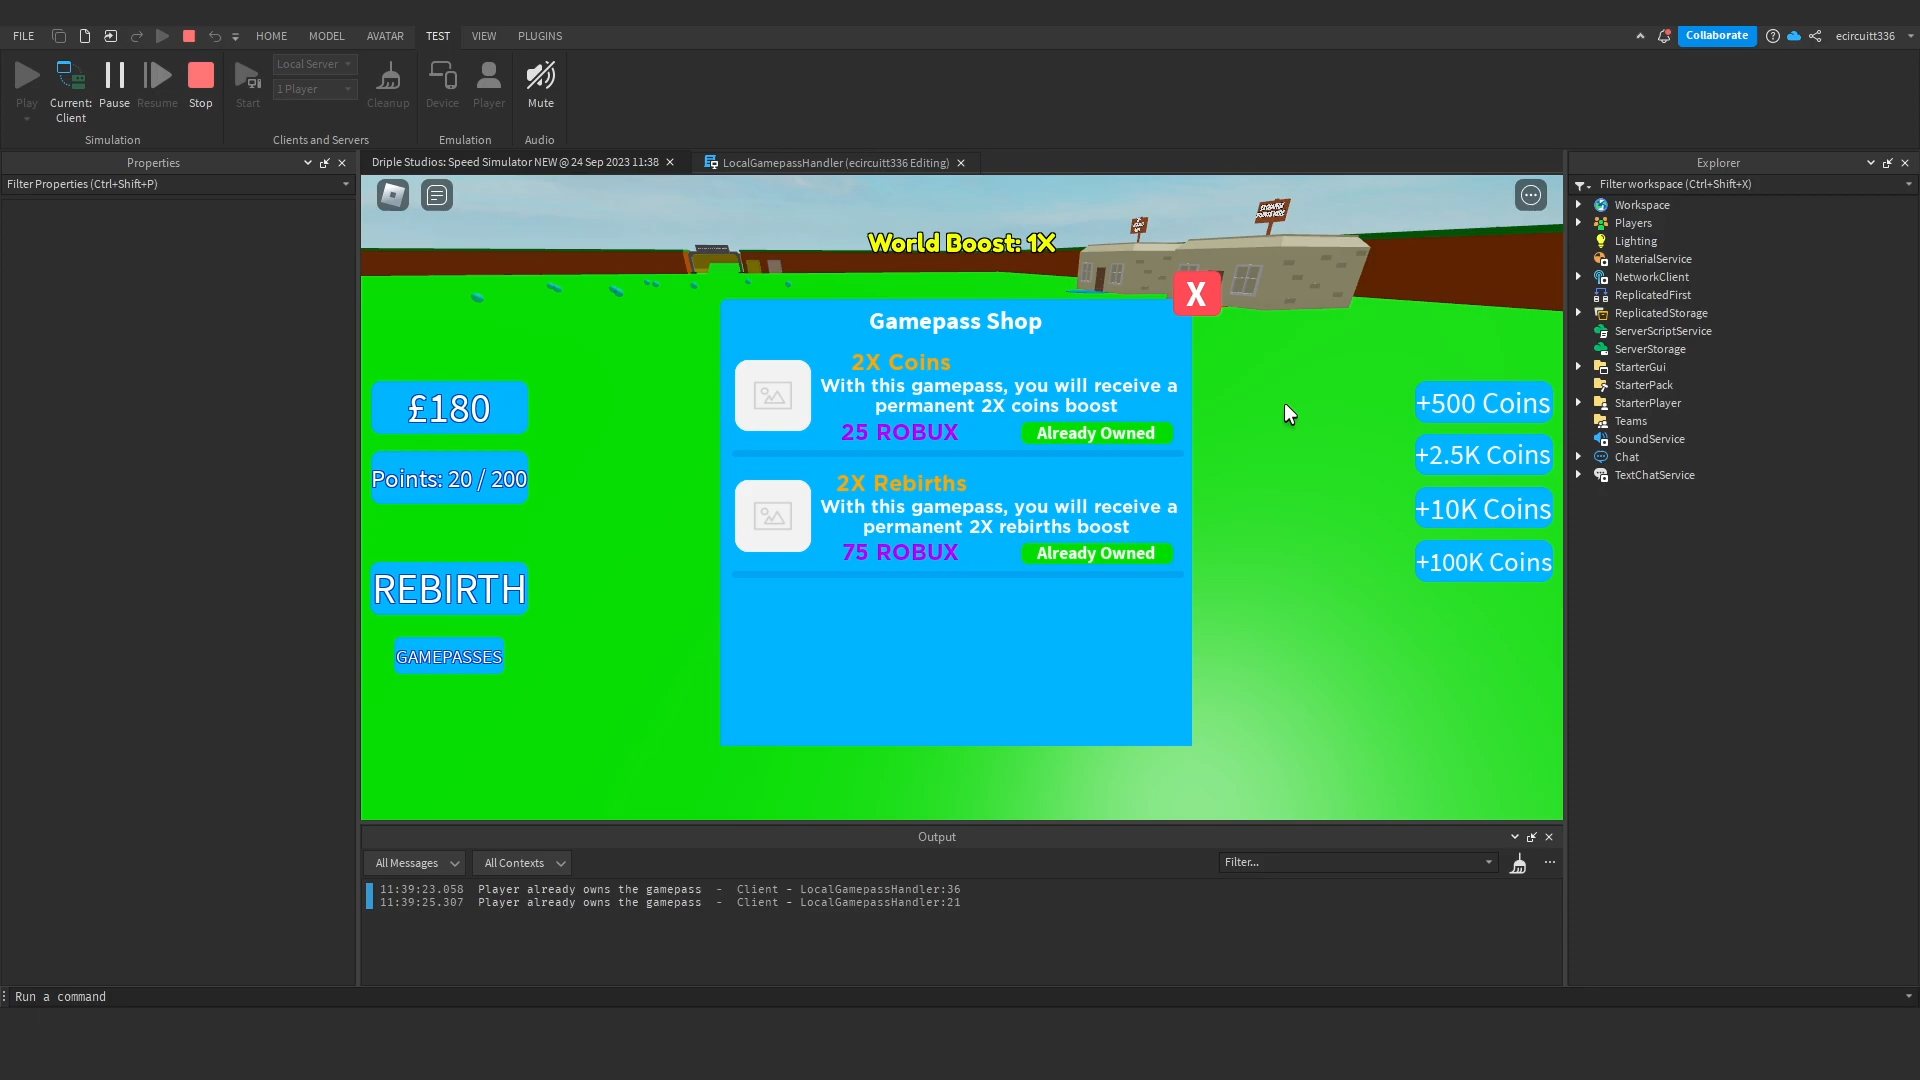 FILE
HOME
MODEL
AVATAR
TEST
VIEW
PLUGINS
Collaborate
ecircuitt336
Play
Current:
Client
Pause
Resume
Stop
Simulation
Start
Local Server
1 Player
Cleanup
Clients and Servers
Device
Player
Emulation
Mute
Audio
Properties
Filter Properties (Ctrl+Shift+P)
Driple Studios: Speed Simulator NEW @ 24 Sep 2023 11:38
LocalGamepassHandler (ecircuitt336 Editing)
World Boost: 1X
X
Gamepass Shop
2X Coins
With this gamepass, you will receive a
permanent 2X coins boost
25 ROBUX
Already Owned
2X Rebirths
With this gamepass, you will receive a
permanent 2X rebirths boost
75 ROBUX
Already Owned
£180
Points: 20 / 200
REBIRTH
GAMEPASSES
+500 Coins
+2.5K Coins
+10K Coins
+100K Coins
Explorer
Filter workspace (Ctrl+Shift+X)
Workspace
Players
Lighting
MaterialService
NetworkClient
ReplicatedFirst
ReplicatedStorage
ServerScriptService
ServerStorage
StarterGui
StarterPack
StarterPlayer
Teams
SoundService
Chat
TextChatService
Output
All Messages
All Contexts
Filter...
11:39:23.058 Player already owns the gamepass - Client - LocalGamepassHandler:36
11:39:25.307 Player already owns the gamepass - Client - LocalGamepassHandler:21
Run a command